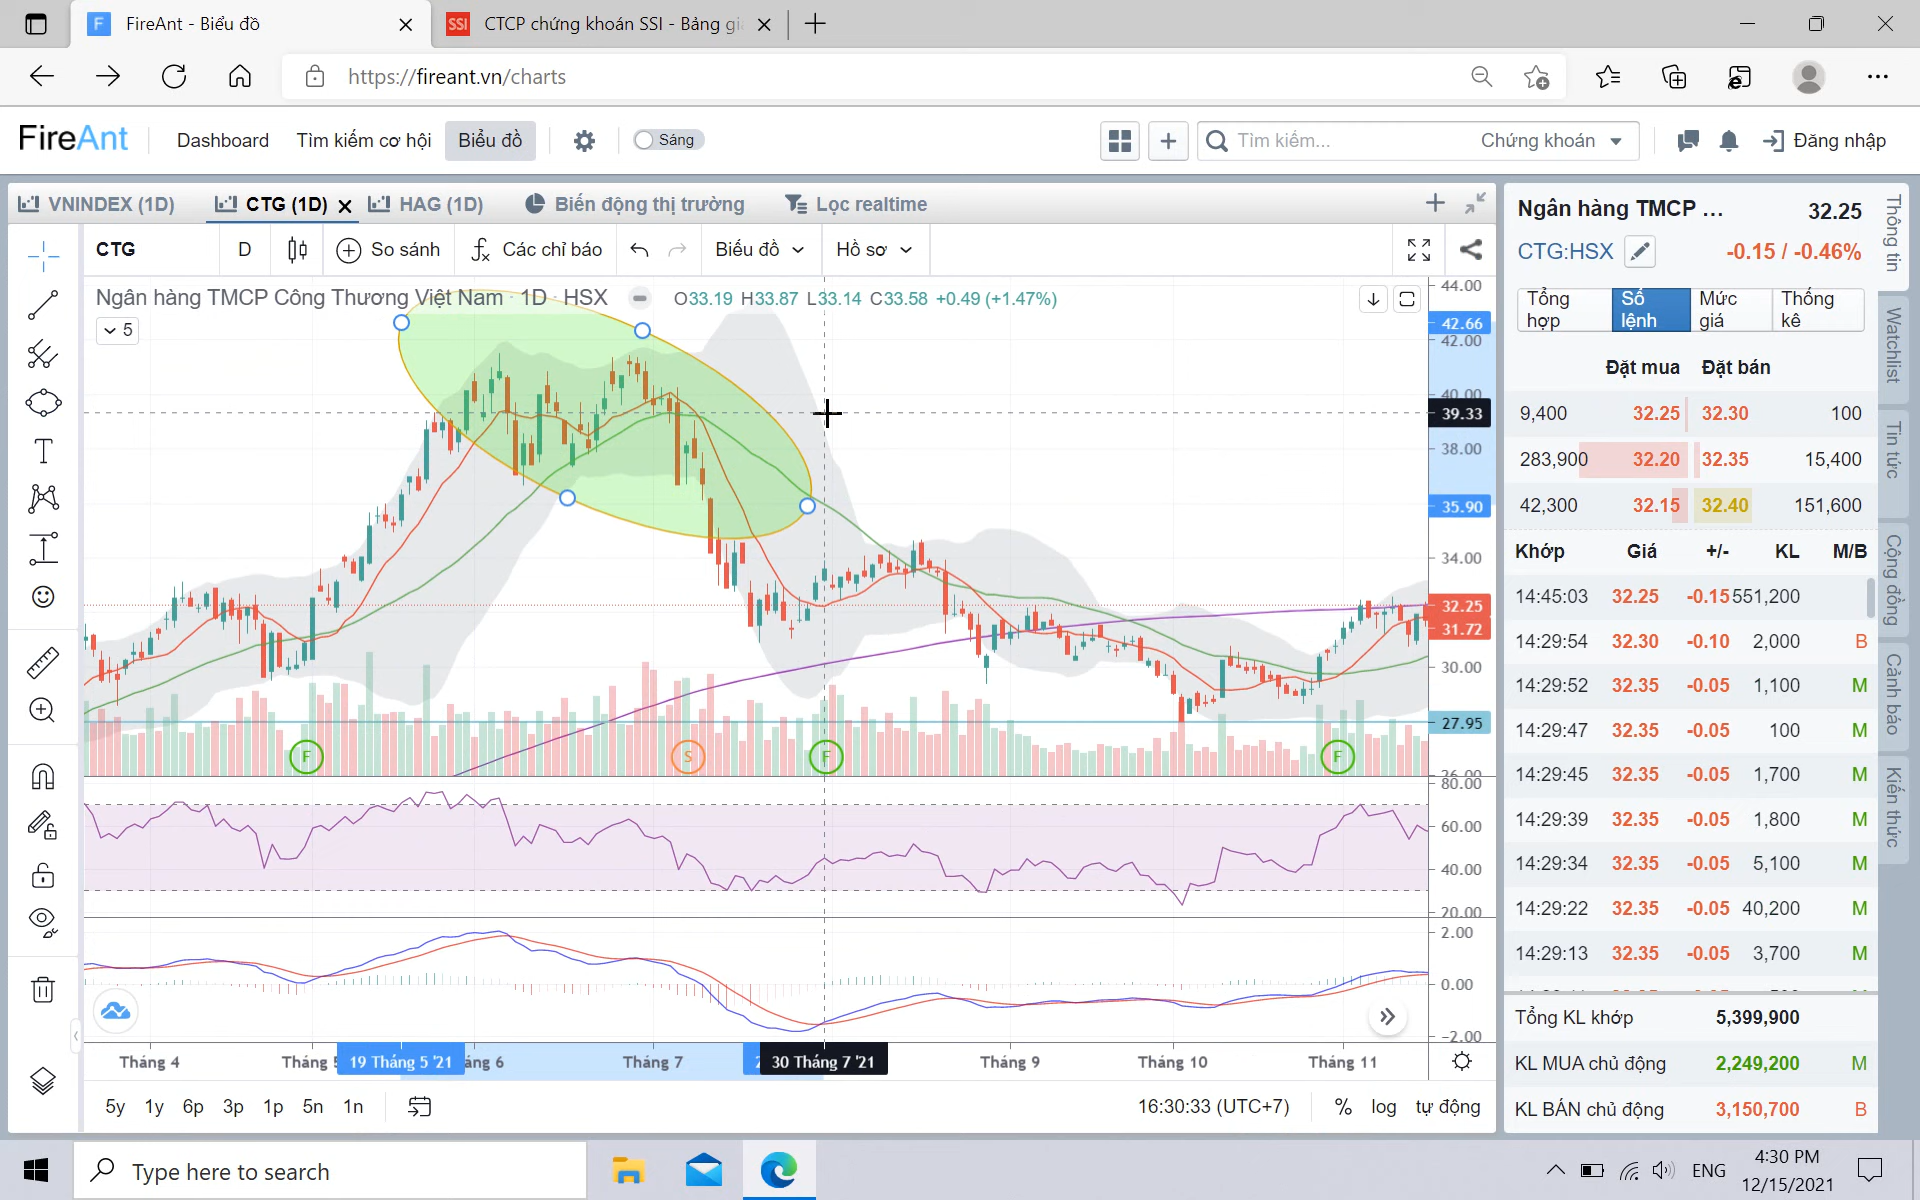 FireAnt - Biểu đồ
CTCP chứng khoán SSI - Bảng gi
https://fireant.vn/charts
FireAnt Dashboard Tìm kiếm cơ hội Biểu đồ Sáng Tìm kiếm... Chứng khoán Đăng nhập
VNINDEX (1D) CTG (1D) HAG (1D) Biến động thị trường Lọc realtime
CTG D So sánh Các chỉ báo Biểu đồ Hồ sơ
Ngân hàng TMCP Công Thương Việt Nam · 1D · HSX O33.19 H33.87 L33.14 C33.58 +0.49 (+1.47%)
5
44.00
42.66
42.00
40.00
39.33
38.00
35.90
34.00
32.25
31.72
30.00
27.95
26.00
F S F F
80.00
60.00
40.00
20.00
2.00
0.00
-2.00
Tháng 4 Tháng 19 Tháng 5 '21 áng 6 Tháng 7 30 Tháng 7 '21 Tháng 9 Tháng 10 Tháng 11
5y 1y 6p 3p 1p 5n 1n 16:30:33 (UTC+7) % log tự động
Ngân hàng TMCP ... 32.25
CTG:HSX -0.15 / -0.46%
Tổng hợp Sổ lệnh Mức giá Thống kê
Đặt mua Đặt bán
9,400 32.25 32.30 100
283,900 32.20 32.35 15,400
42,300 32.15 32.40 151,600
Khớp Giá +/- KL M/B
14:45:03 32.25 -0.15 551,200
14:29:54 32.30 -0.10 2,000 B
14:29:52 32.35 -0.05 1,100 M
14:29:47 32.35 -0.05 100 M
14:29:45 32.35 -0.05 1,700 M
14:29:39 32.35 -0.05 1,800 M
14:29:34 32.35 -0.05 5,100 M
14:29:22 32.35 -0.05 40,200 M
14:29:13 32.35 -0.05 3,700 M
Tổng KL khớp 5,399,900
KL MUA chủ động 2,249,200 M
KL BÁN chủ động 3,150,700 B
Thông tin
Watchlist
Tin tức
Cộng đồng
Cảnh báo
Kiến thức
Type here to search
ENG
4:30 PM
12/15/2021